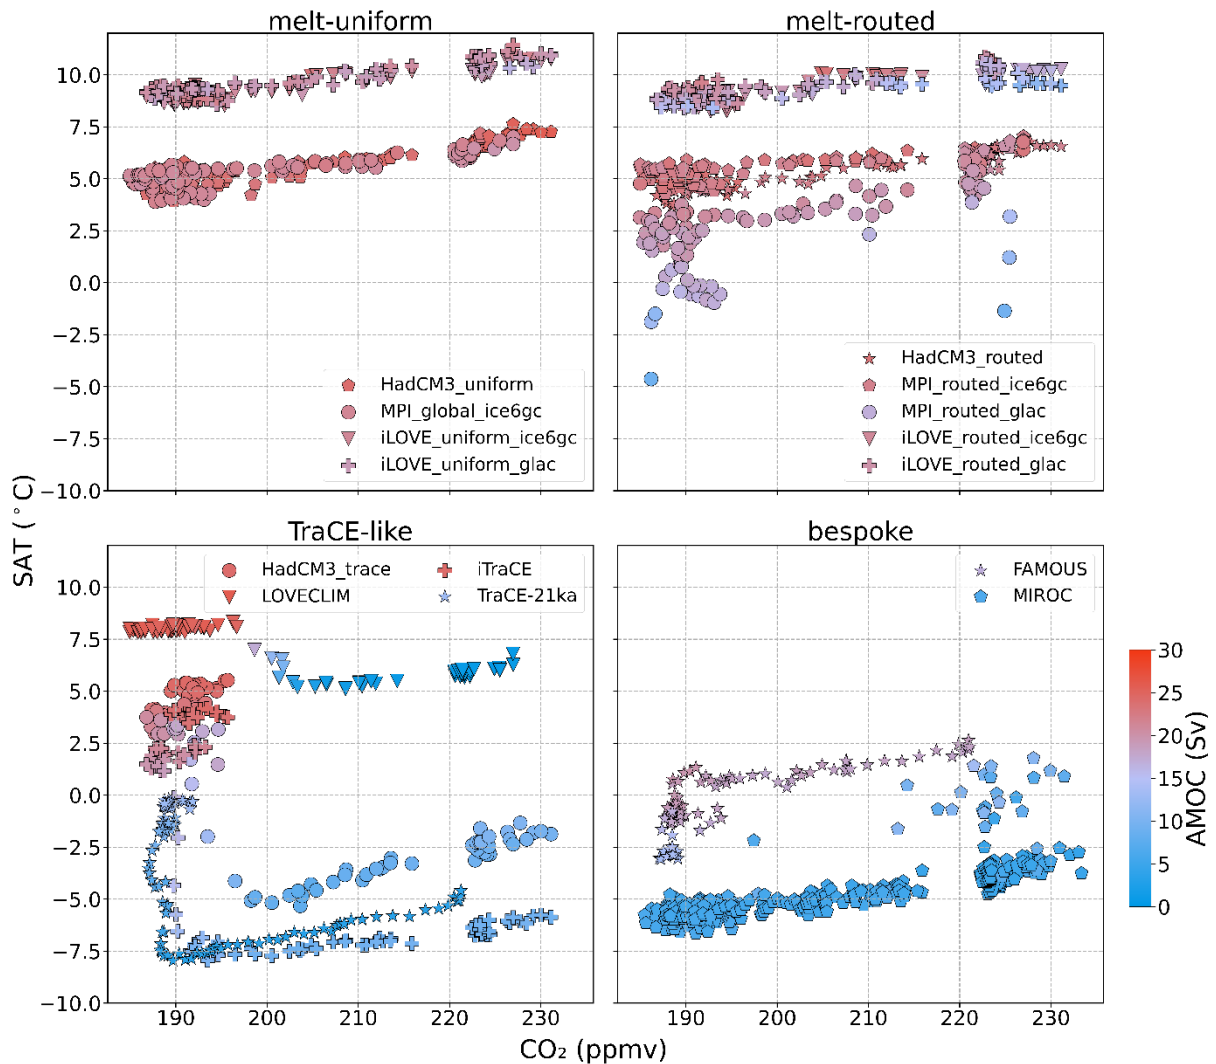 melt-uniform
melt-routed
10.0
7.5
5.0
2.5
0.0
−2.5
−5.0
−7.5
−10.0
HadCM3_uniform
MPI_global_ice6gc
iLOVE_uniform_ice6gc
iLOVE_uniform_glac
HadCM3_routed
MPI_routed_ice6gc
MPI_routed_glac
iLOVE_routed_ice6gc
iLOVE_routed_glac
SAT (°C)
TraCE-like
bespoke
10.0
7.5
5.0
2.5
0.0
−2.5
−5.0
−7.5
−10.0
HadCM3_trace
LOVECLIM
iTraCE
TraCE-21ka
FAMOUS
MIROC
190 200 210 220 230
190 200 210 220 230
CO₂ (ppmv)
30
25
20
15
10
5
0
AMOC (Sv)